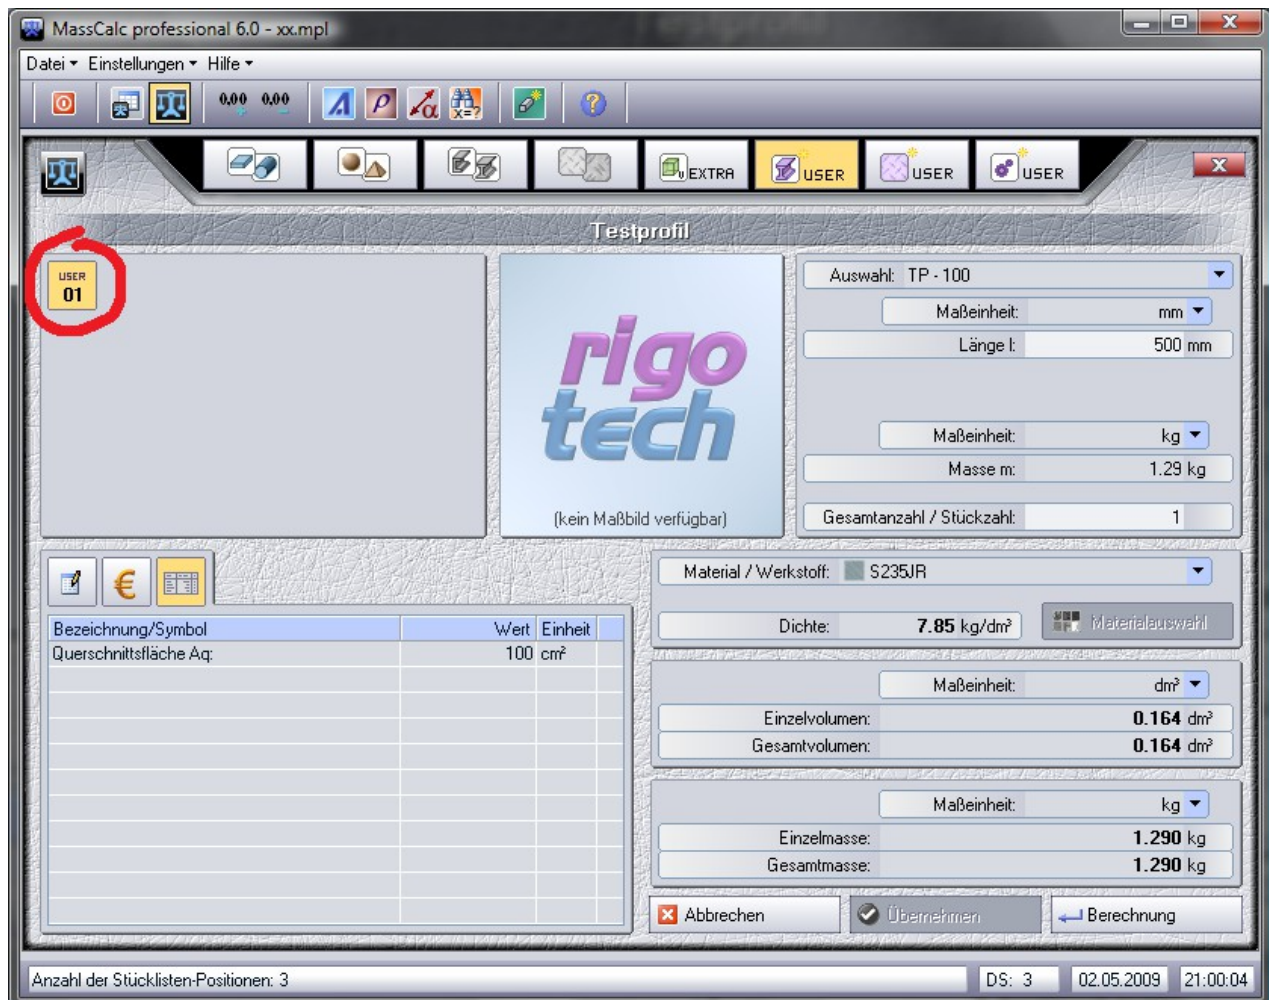 MassCalc professional 6.0 - xx.mpl
Datei Einstellungen Hilfe
0,00 0,00 A ρ α x=? ?
EXTRA USER USER USER X
Testprofil
USER
01
rigo
tech
(kein Maßbild verfügbar)
Auswahl: TP - 100
Maßeinheit: mm
Länge l: 500 mm
Maßeinheit: kg
Masse m: 1.29 kg
Gesamtanzahl / Stückzahl: 1
€
Bezeichnung/Symbol Wert Einheit
Querschnittsfläche Aq: 100 cm²
Material / Werkstoff: S235JR
Dichte: 7.85 kg/dm³ Materialauswahl
Maßeinheit: dm³
Einzelvolumen: 0.164 dm³
Gesamtvolumen: 0.164 dm³
Maßeinheit: kg
Einzelmasse: 1.290 kg
Gesamtmasse: 1.290 kg
Abbrechen Übernehmen Berechnung
Anzahl der Stücklisten-Positionen: 3 DS: 3 02.05.2009 21:00:04